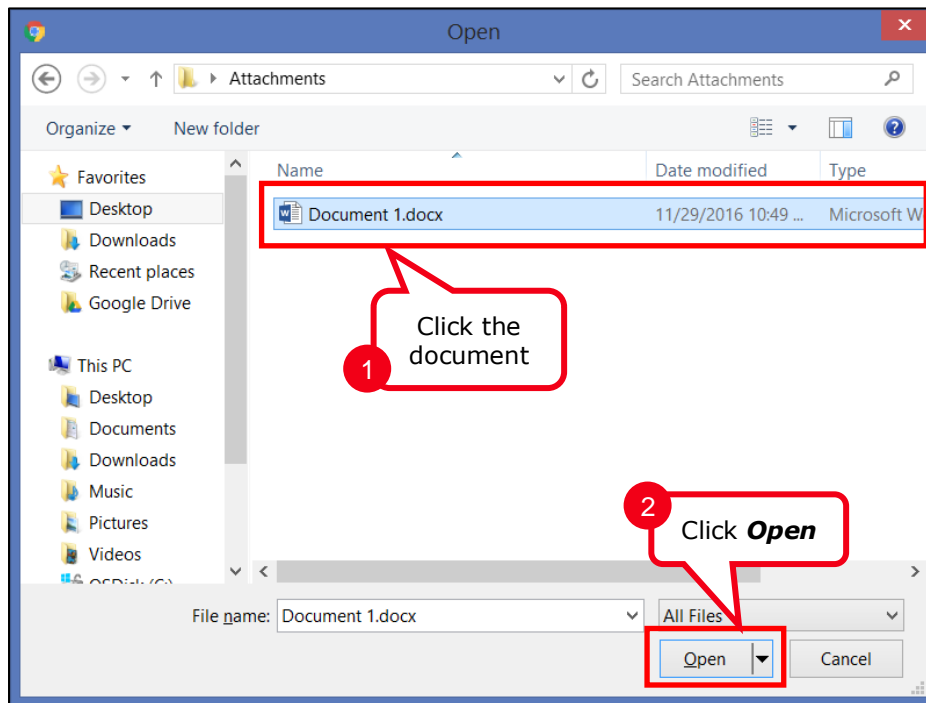 Open
Attachments
Search Attachments
Organize
New folder
Name
Date modified
Type
Favorites
Desktop
Downloads
Recent places
Google Drive
This PC
Desktop
Documents
Downloads
Music
Pictures
Videos
Document 1.docx
11/29/2016 10:49 ...
Microsoft W
Click the
document
1
2
Click Open
File name:
Document 1.docx
All Files
Open
Cancel